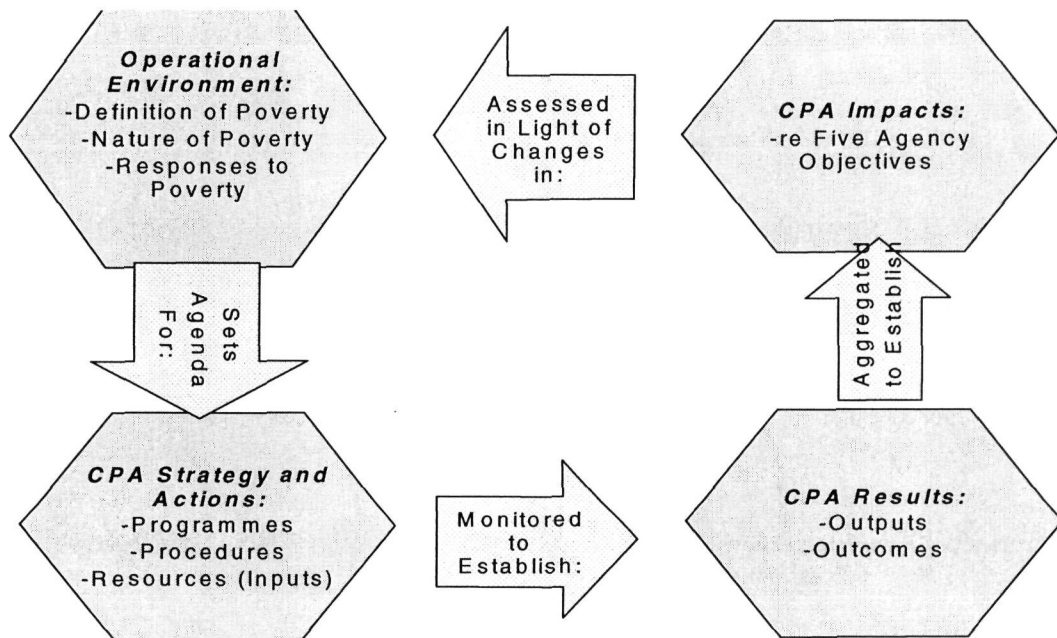 Operational
Environment:
-Definition of Poverty
-Nature of Poverty
-Responses to
Poverty
Assessed
in Light of
Changes
in:
CPA Impacts:
-re Five Agency
Objectives
Sets
Agenda
For:
Aggregated
to Establish
CPA Strategy and
Actions:
-Programmes
-Procedures
-Resources (Inputs)
Monitored
to
Establish:
CPA Results:
-Outputs
-Outcomes